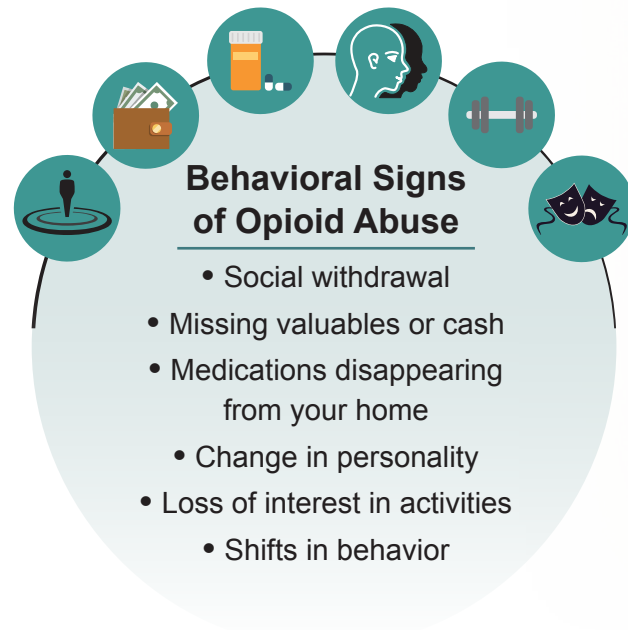 Behavioral Signs
of Opioid Abuse
• Social withdrawal
• Missing valuables or cash
• Medications disappearing
from your home
• Change in personality
• Loss of interest in activities
• Shifts in behavior